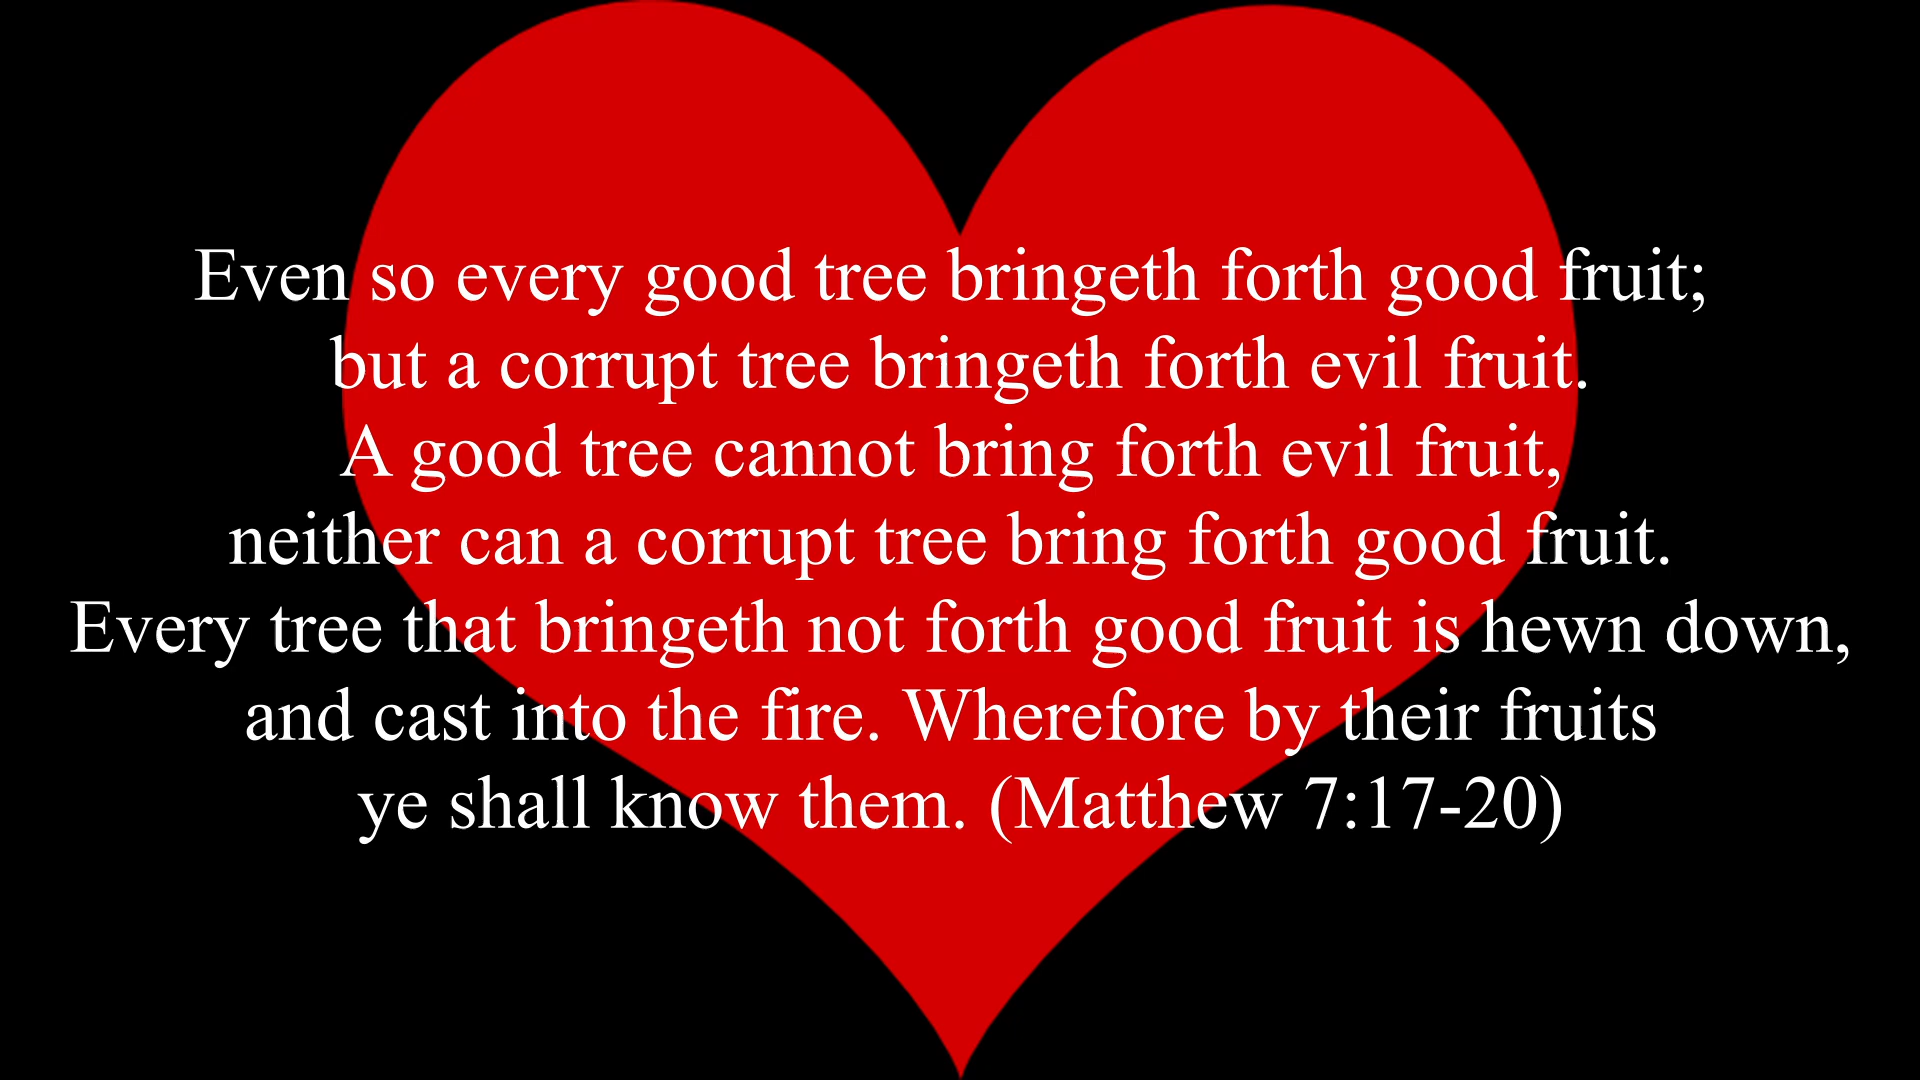 Even so every good tree bringeth forth good fruit;
but a corrupt tree bringeth forth evil fruit.
A good tree cannot bring forth evil fruit,
neither can a corrupt tree bring forth good fruit.
Every tree that bringeth not forth good fruit is hewn down,
and cast into the fire. Wherefore by their fruits
ye shall know them. (Matthew 7:17-20)